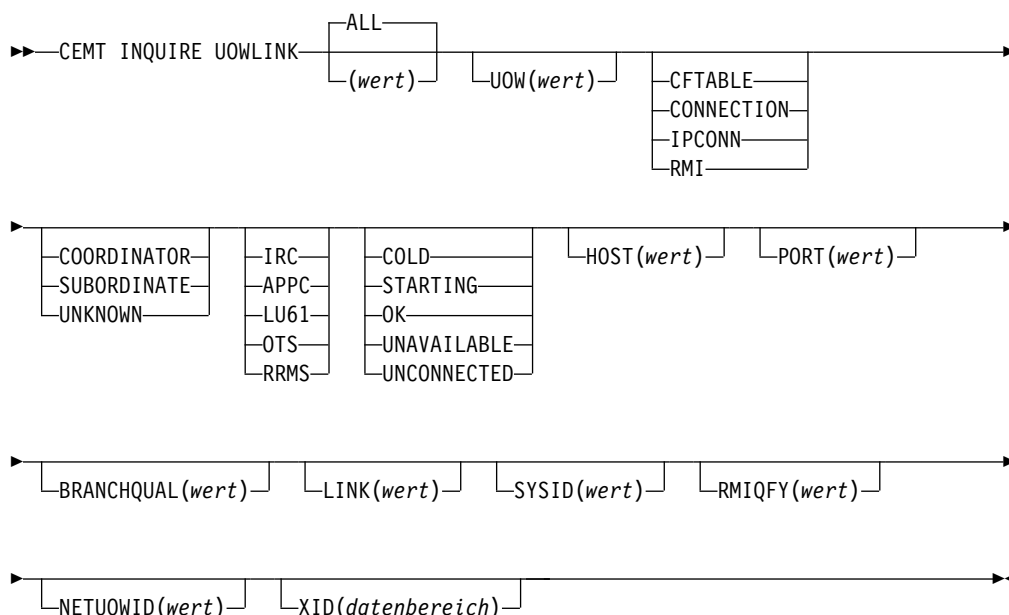 ALL
CEMT INQUIRE UOWLINK
(wert)
UOW(wert)
CFTABLE
CONNECTION
IPCONN
RMI
COORDINATOR
SUBORDINATE
UNKNOWN
IRC
APPC
LU61
OTS
RRMS
COLD
STARTING
OK
UNAVAILABLE
UNCONNECTED
HOST(wert)
PORT(wert)
BRANCHQUAL(wert)
LINK(wert)
SYSID(wert)
RMIQFY(wert)
NETUOWID(wert)
XID(datenbereich)